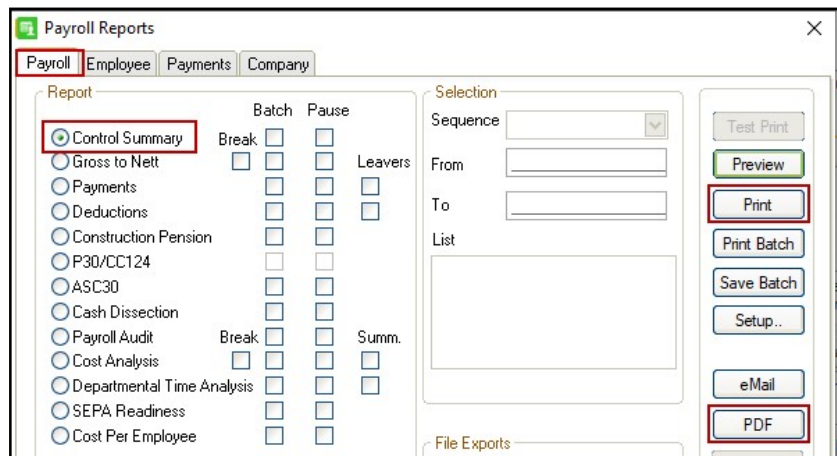 Payroll Reports
Payroll Employee Payments Company
Report
Batch Pause
Control Summary Break
Gross to Nett Leavers
Payments
Deductions
Construction Pension
P30/CC124
ASC30
Cash Dissection
Payroll Audit Break Summ.
Cost Analysis
Departmental Time Analysis
SEPA Readiness
Cost Per Employee
Selection
Sequence
From
To
List
File Exports
Test Print
Preview
Print
Print Batch
Save Batch
Setup..
eMail
PDF